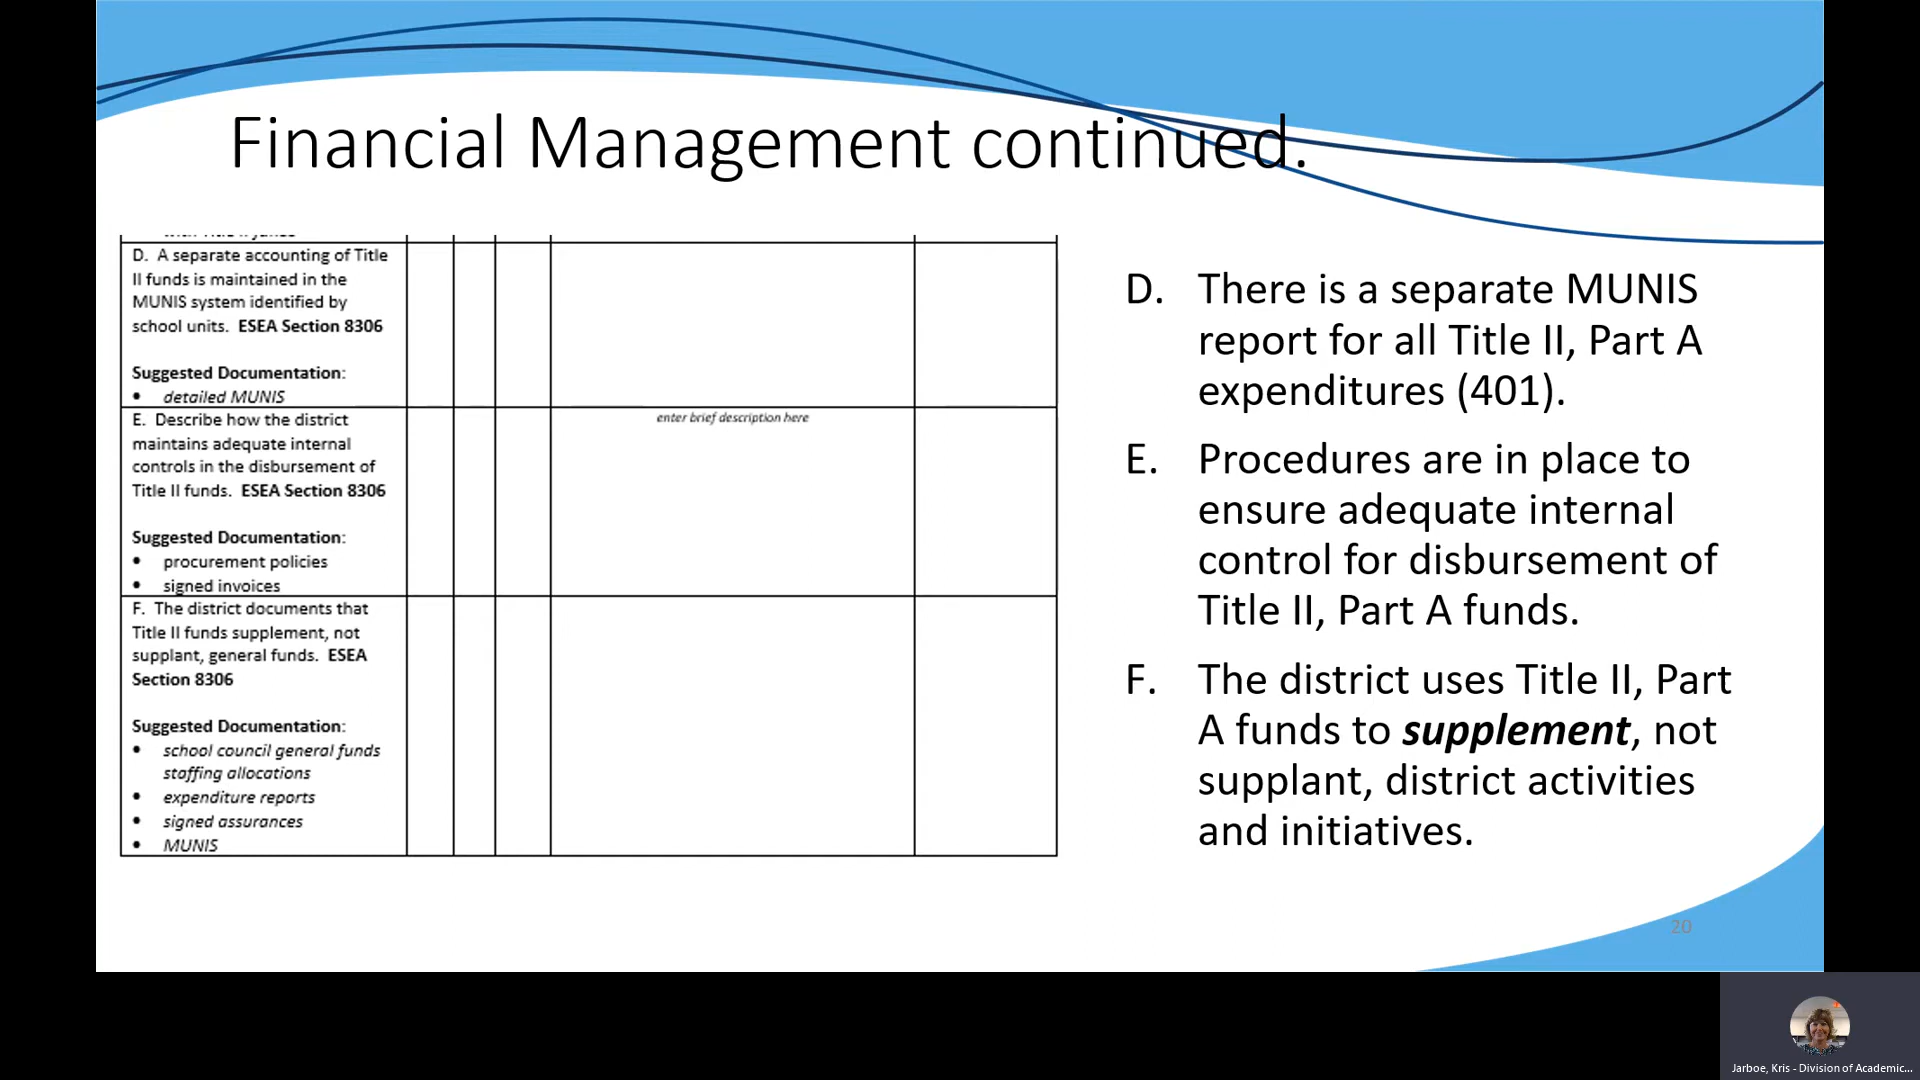 Financial Management continued.
D. A separate accounting of Title
II funds is maintained in the
MUNIS system identified by
school units. ESEA Section 8306
Suggested Documentation:
• detailed MUNIS
E. Describe how the district
maintains adequate internal
controls in the disbursement of
Title II funds. ESEA Section 8306
Suggested Documentation:
• procurement policies
• signed invoices
enter brief description here
F. The district documents that
Title II funds supplement, not
supplant, general funds. ESEA
Section 8306
Suggested Documentation:
• school council general funds
staffing allocations
• expenditure reports
• signed assurances
• MUNIS
D. There is a separate MUNIS
report for all Title II, Part A
expenditures (401).
E. Procedures are in place to
ensure adequate internal
control for disbursement of
Title II, Part A funds.
F. The district uses Title II, Part
A funds to supplement, not
supplant, district activities
and initiatives.
20
Jarboe, Kris - Division of Academic...